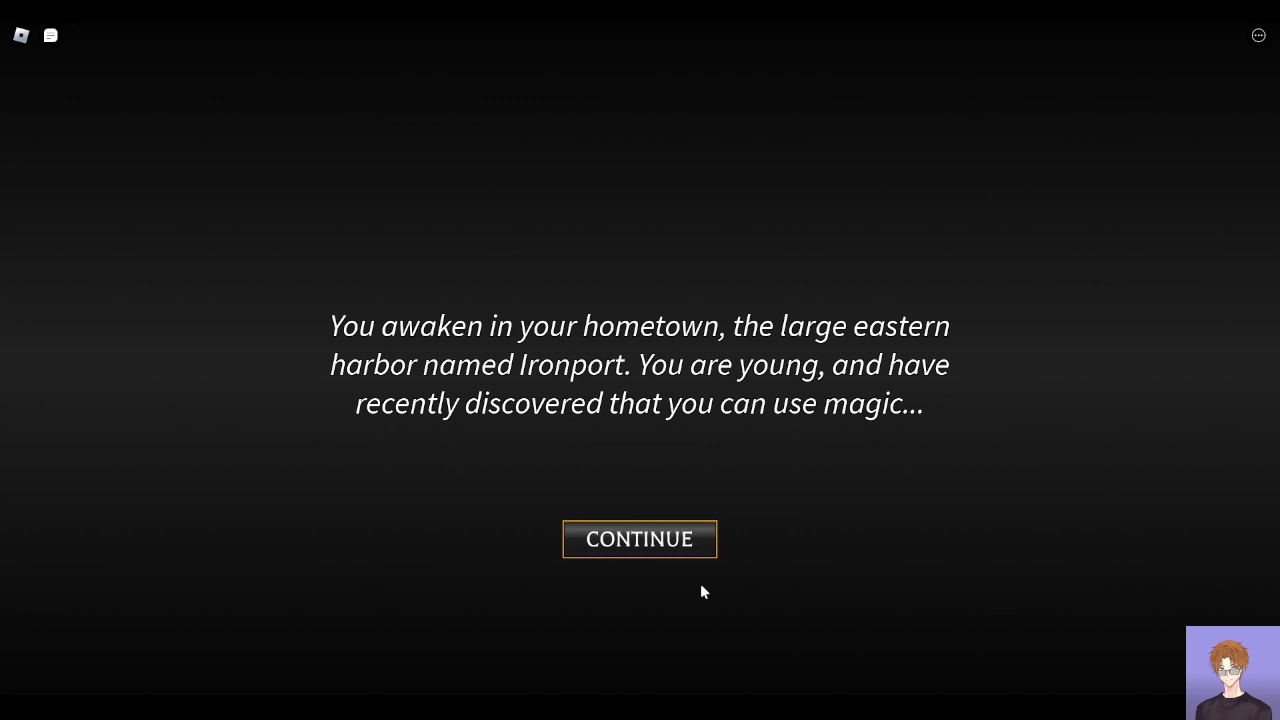 You awaken in your hometown, the large eastern
harbor named Ironport. You are young, and have
recently discovered that you can use magic...
CONTINUE